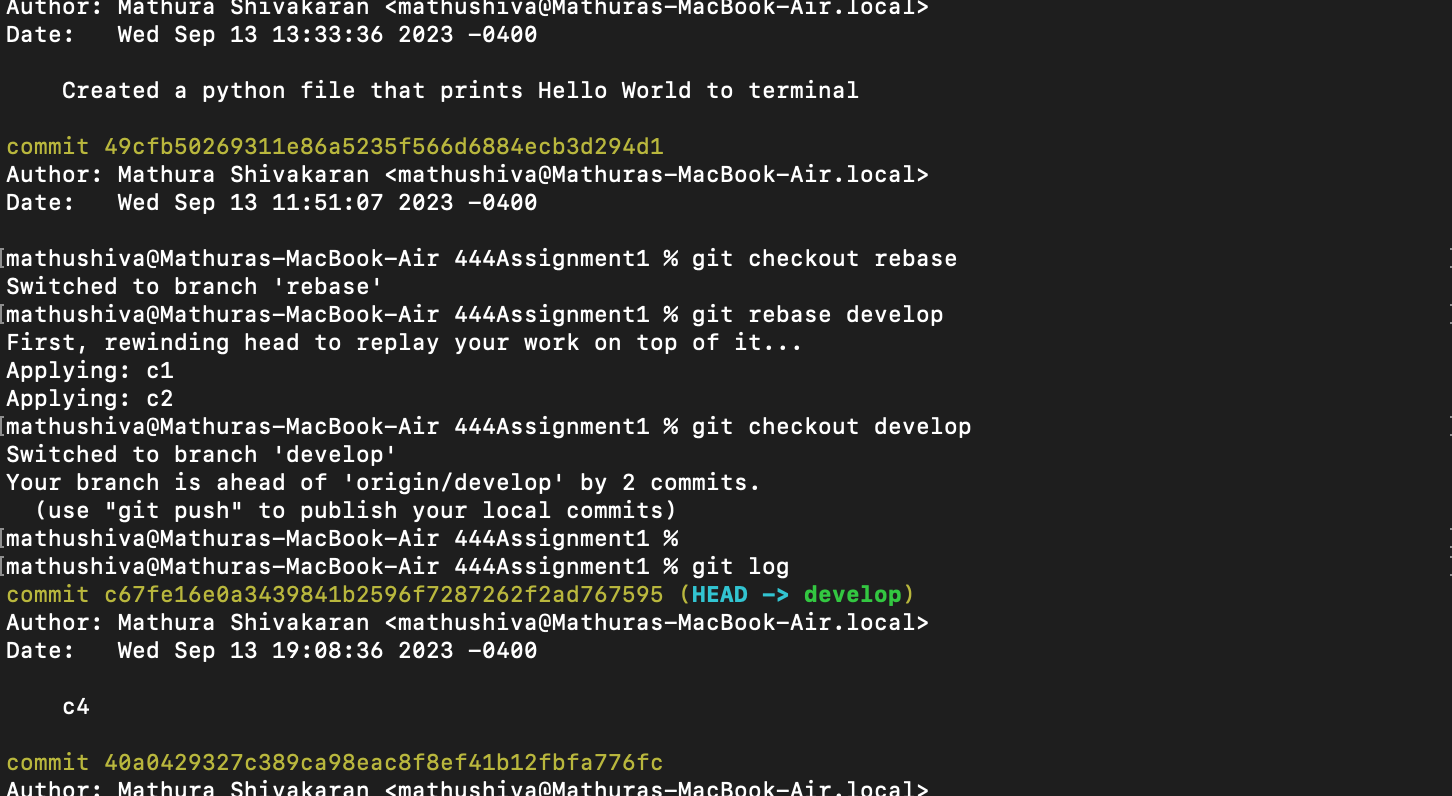 Author: Mathura Shivakaran <mathushiva@Mathuras-MacBook-Air.local>
Date:   Wed Sep 13 13:33:36 2023 -0400
    Created a python file that prints Hello World to terminal
commit 49cfb50269311e86a5235f566d6884ecb3d294d1
Author: Mathura Shivakaran <mathushiva@Mathuras-MacBook-Air.local>
Date:   Wed Sep 13 11:51:07 2023 -0400
[mathushiva@Mathuras-MacBook-Air 444Assignment1 % git checkout rebase
Switched to branch 'rebase'
[mathushiva@Mathuras-MacBook-Air 444Assignment1 % git rebase develop
First, rewinding head to replay your work on top of it...
Applying: c1
Applying: c2
[mathushiva@Mathuras-MacBook-Air 444Assignment1 % git checkout develop
Switched to branch 'develop'
Your branch is ahead of 'origin/develop' by 2 commits.
  (use "git push" to publish your local commits)
[mathushiva@Mathuras-MacBook-Air 444Assignment1 %
[mathushiva@Mathuras-MacBook-Air 444Assignment1 % git log
commit c67fe16e0a3439841b2596f7287262f2ad767595 (HEAD -> develop)
Author: Mathura Shivakaran <mathushiva@Mathuras-MacBook-Air.local>
Date:   Wed Sep 13 19:08:36 2023 -0400
    c4
commit 40a0429327c389ca98eac8f8ef41b12fbfa776fc
Author: Mathura Shivakaran <mathushiva@Mathuras-MacBook-Air.local>